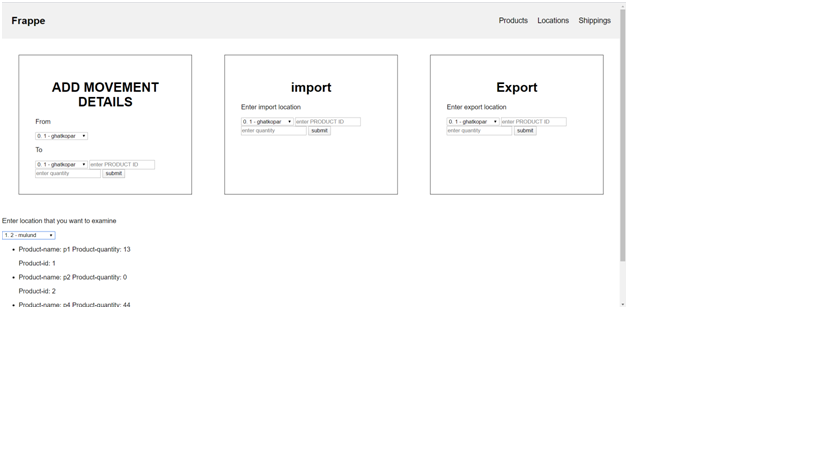 Frappe
Products Locations Shippings
ADD MOVEMENT
DETAILS
From
0. 1 - ghatkopar
To
0. 1 - ghatkopar enter PRODUCT ID
enter quantity submit
import
Enter import location
0. 1 - ghatkopar enter PRODUCT ID
enter quantity submit
Export
Enter export location
0. 1 - ghatkopar enter PRODUCT ID
enter quantity submit
Enter location that you want to examine
1. 2 - mulund
Product-name: p1 Product-quantity: 13
Product-id: 1
Product-name: p2 Product-quantity: 0
Product-id: 2
Product-name: p4 Product-quantity: 44